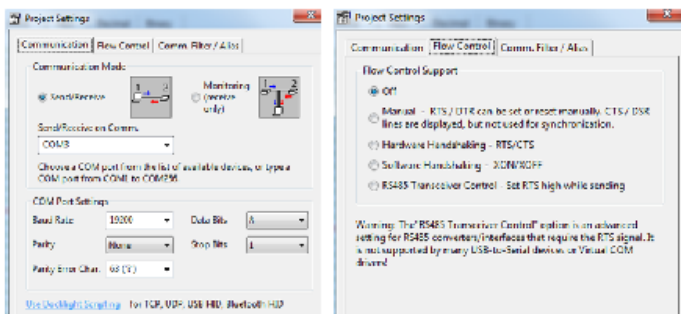 Project Settings
Communication Flow Control Comm. Filter / Alias
Communication Mode
Send/Receive
Monitoring
(receive
only)
Send/Receive on Comm.
COM3
Choose a COM port from the list of available devices, or type a
COM port from COM1 to COM256
COM Port Settings
Baud Rate 19200 Data Bits 8
Parity None Stop Bits 1
Parity Error Char. 63 ('?')
Use Docklight Scripting for TCP, UDP, USB HID, Bluetooth HID
Project Settings
Communication Flow Control Comm. Filter / Alias
Flow Control Support
Off
Manual - RTS / DTR can be set or reset manually. CTS / DSR
lines are displayed, but not used for synchronization.
Hardware Handshaking - RTS/CTS
Software Handshaking - XON/XOFF
RS485 Transceiver Control - Set RTS high while sending
Warning: The "RS485 Transceiver Control" option is an advanced
setting for RS485 converters/interfaces that require the RTS signal. It
is not supported by many USB-to-Serial devices or Virtual COM
drivers!